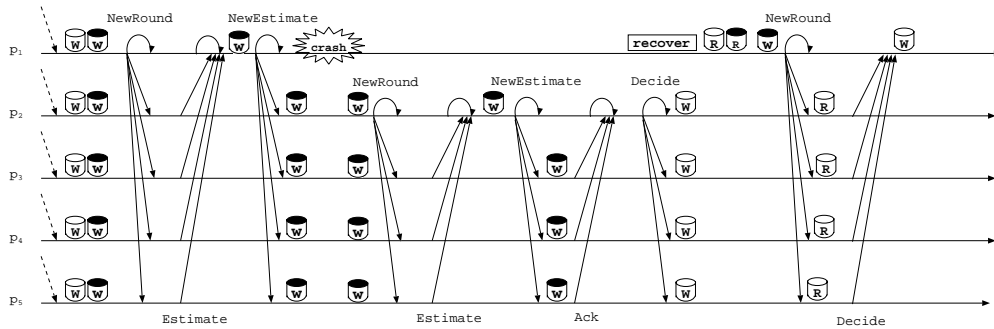 NewRound NewEstimate NewRound
p1 W W W crash recover R R W W
NewRound NewEstimate Decide
p2 W W W W W W R
p3 W W W W W W R
p4 W W W W W W R
p5 W W W W W W R
Estimate Estimate Ack Decide